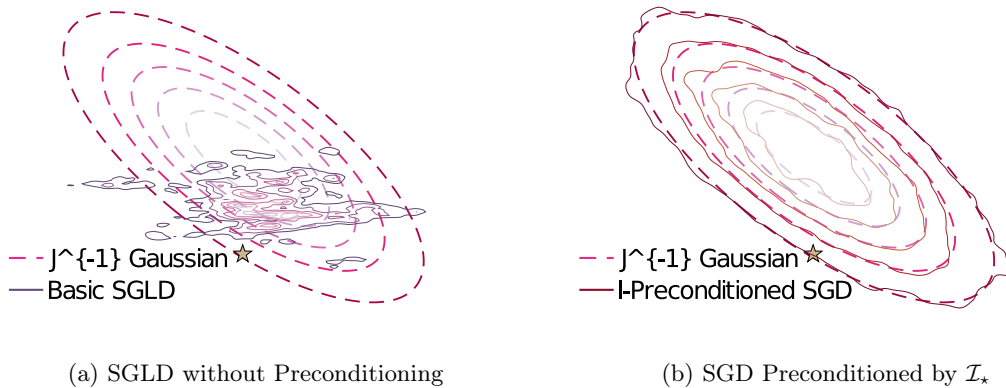 J^{-1} Gaussian
Basic SGLD
(a) SGLD without Preconditioning
J^{-1} Gaussian
I-Preconditioned SGD
(b) SGD Preconditioned by 𝓘⋆